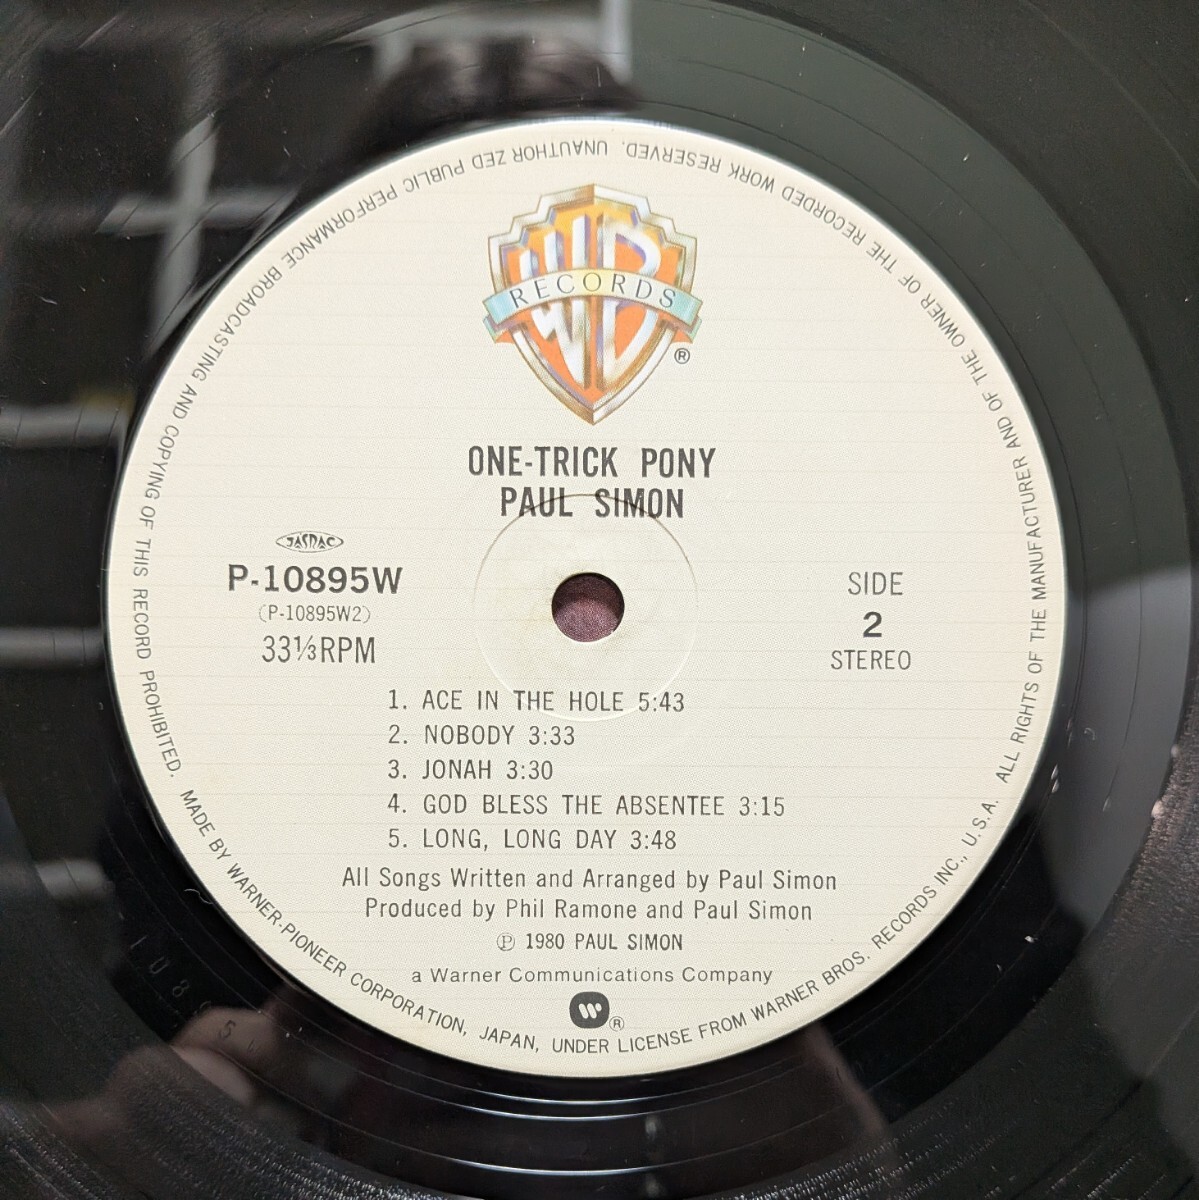 WB
RECORDS
®
ONE-TRICK PONY
PAUL SIMON
JASRAC
P-10895W
(P-10895W2)
33⅓RPM
SIDE
2
STEREO
1. ACE IN THE HOLE 5:43
2. NOBODY 3:33
3. JONAH 3:30
4. GOD BLESS THE ABSENTEE 3:15
5. LONG, LONG DAY 3:48
All Songs Written and Arranged by Paul Simon
Produced by Phil Ramone and Paul Simon
Ⓟ 1980 PAUL SIMON
a Warner Communications Company
®
ALL RIGHTS OF THE MANUFACTURER AND OF THE OWNER OF THE RECORDED WORK RESERVED. UNAUTHOR ZED PUBLIC PERFORMANCE BROADCASTING AND COPYING OF THIS RECORD PROHIBITED.
MADE BY WARNER-PIONEER CORPORATION, JAPAN, UNDER LICENSE FROM WARNER BROS. RECORDS INC., U.S.A.